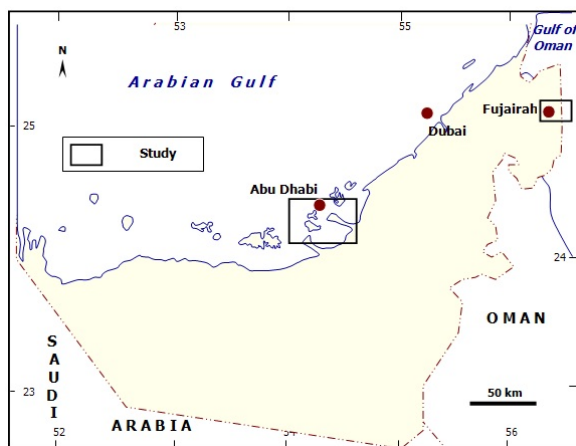 53
55
Gulf of
Oman
N
Arabian Gulf
Fujairah
25
Dubai
Study
Abu Dhabi
24
OMAN
SAUDI
23
50 km
ARABIA
52
56